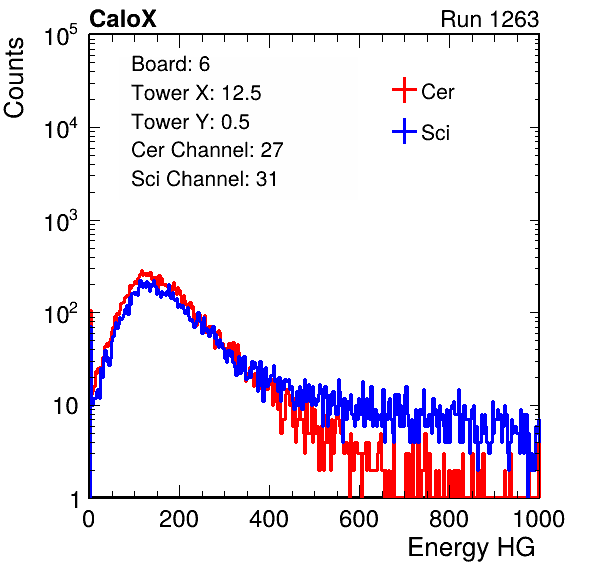 CaloX Run 1263
Counts
Board: 6
Tower X: 12.5
Tower Y: 0.5
Cer Channel: 27
Sci Channel: 31
Cer
Sci
10^5
10^4
10^3
10^2
10
1
0 200 400 600 800 1000
Energy HG